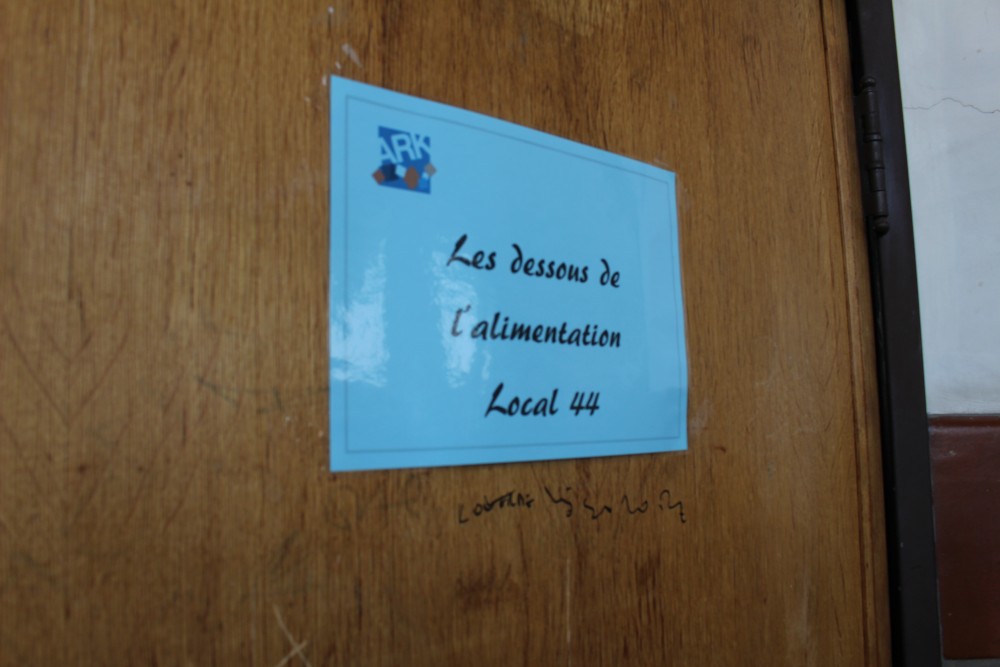 ARK
Les dessous de
l'alimentation
Local 44